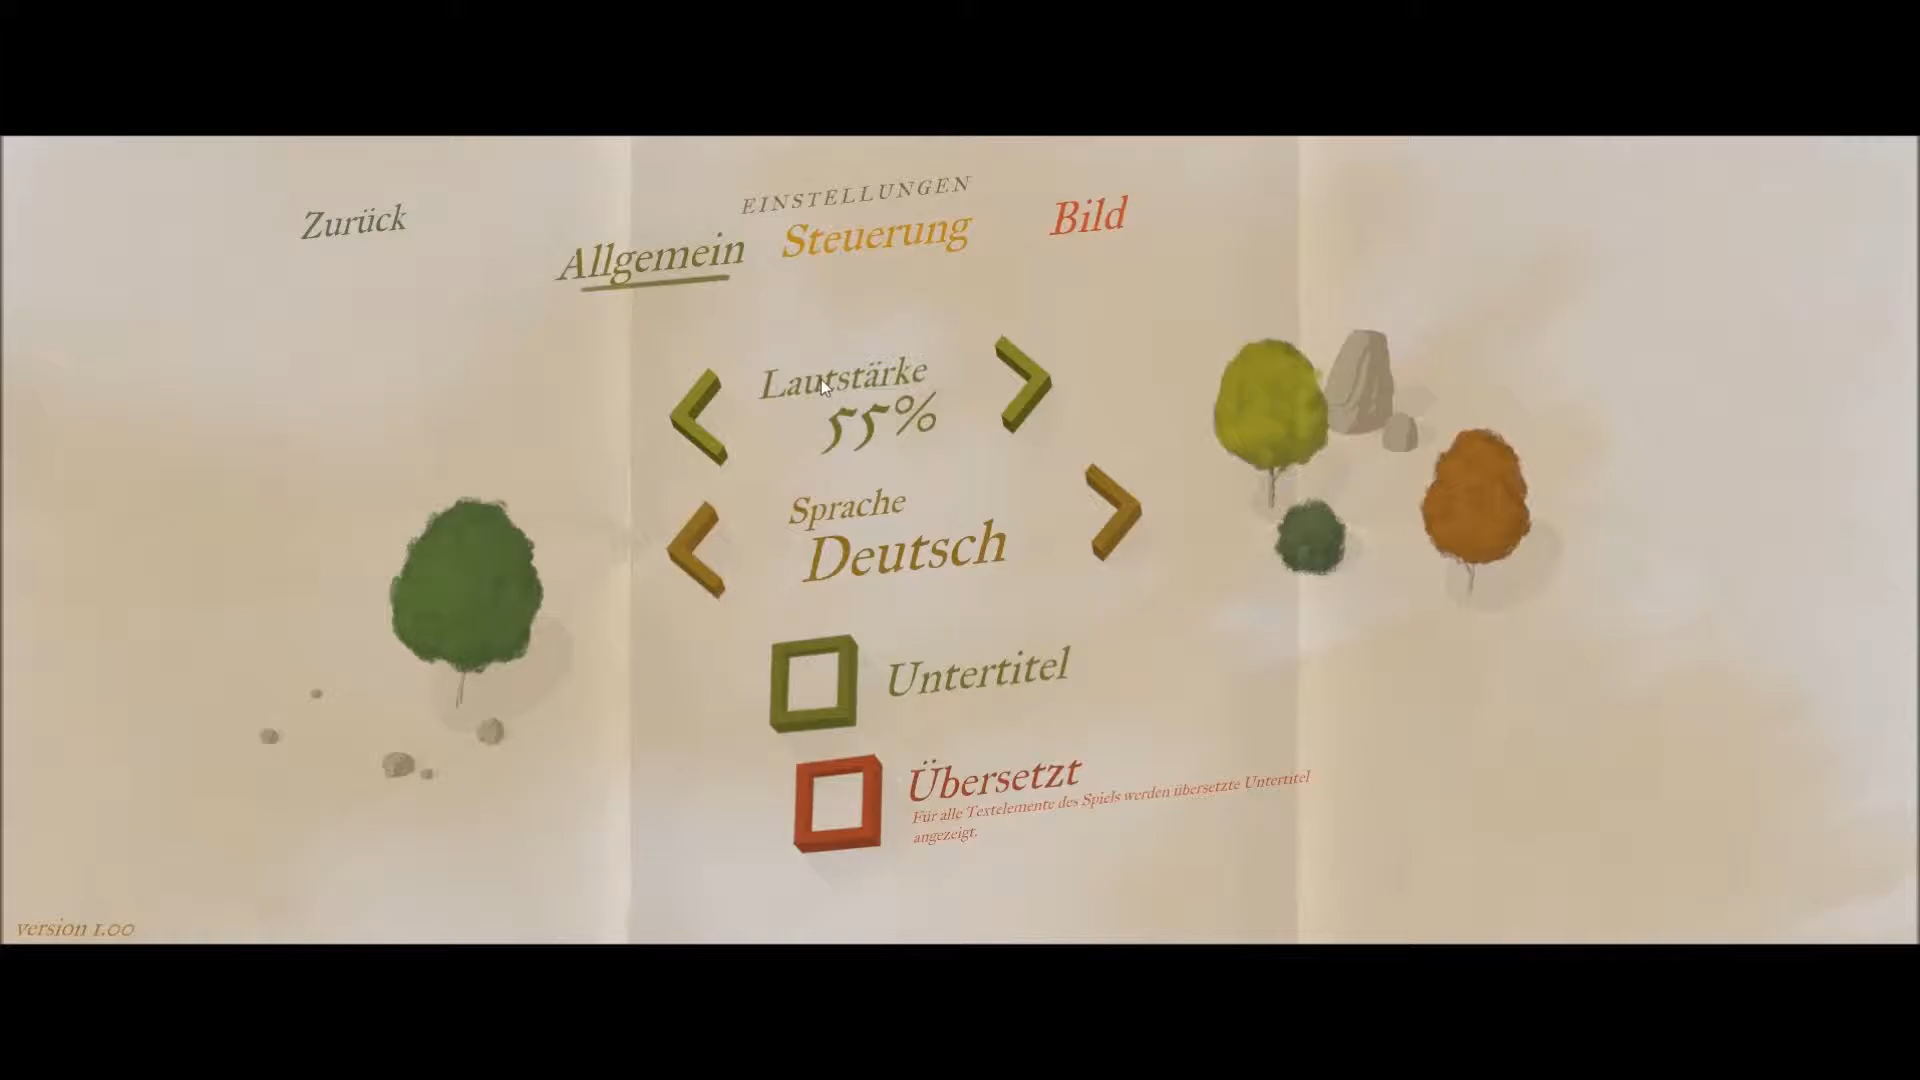 Zurück
EINSTELLUNGEN
Allgemein
Steuerung
Bild
Lautstärke
55%
Sprache
Deutsch
Untertitel
Übersetzt
Für alle Textelemente des Spiels werden übersetzte Untertitel
angezeigt.
version 1.00